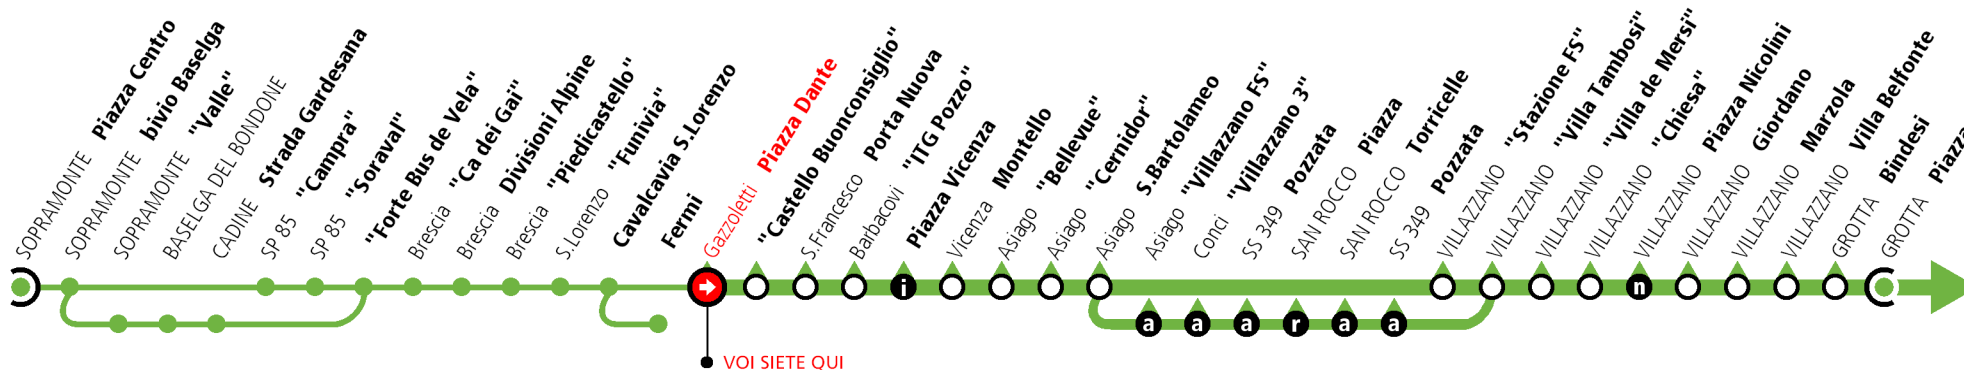 SOPRAMONTE Piazza Centro
SOPRAMONTE bivio Baselga
SOPRAMONTE "Valle"
BASELGA DEL BONDONE
CADINE Strada Gardesana
SP 85 "Campra"
SP 85 "Soraval"
"Forte Bus de Vela"
Brescia "Ca dei Gai"
Brescia Divisioni Alpine
Brescia "Piedicastello"
S.Lorenzo "Funivia"
Cavalcavia S.Lorenzo
Fermi
Gazzoletti Piazza Dante
"Castello Buonconsiglio"
S.Francesco Porta Nuova
Barbacovi "ITG Pozzo"
Piazza Vicenza
Vicenza Montello
Asiago "Bellevue"
Asiago "Cernidor"
Asiago S.Bartolameo
Asiago "Villazzano FS"
Conci "Villazzano 3"
SS 349 Pozzata
SAN ROCCO Piazza
SAN ROCCO Torricelle
SS 349 Pozzata
VILLAZZANO "Stazione FS"
VILLAZZANO "Villa Tambosi"
VILLAZZANO "Villa de Mersi"
VILLAZZANO "Chiesa"
VILLAZZANO Piazza Nicolini
VILLAZZANO Giordano
VILLAZZANO Marzola
VILLAZZANO Villa Belfonte
GROTTA Bindesi
GROTTA Piazza
i
n
a a a r a a
VOI SIETE QUI